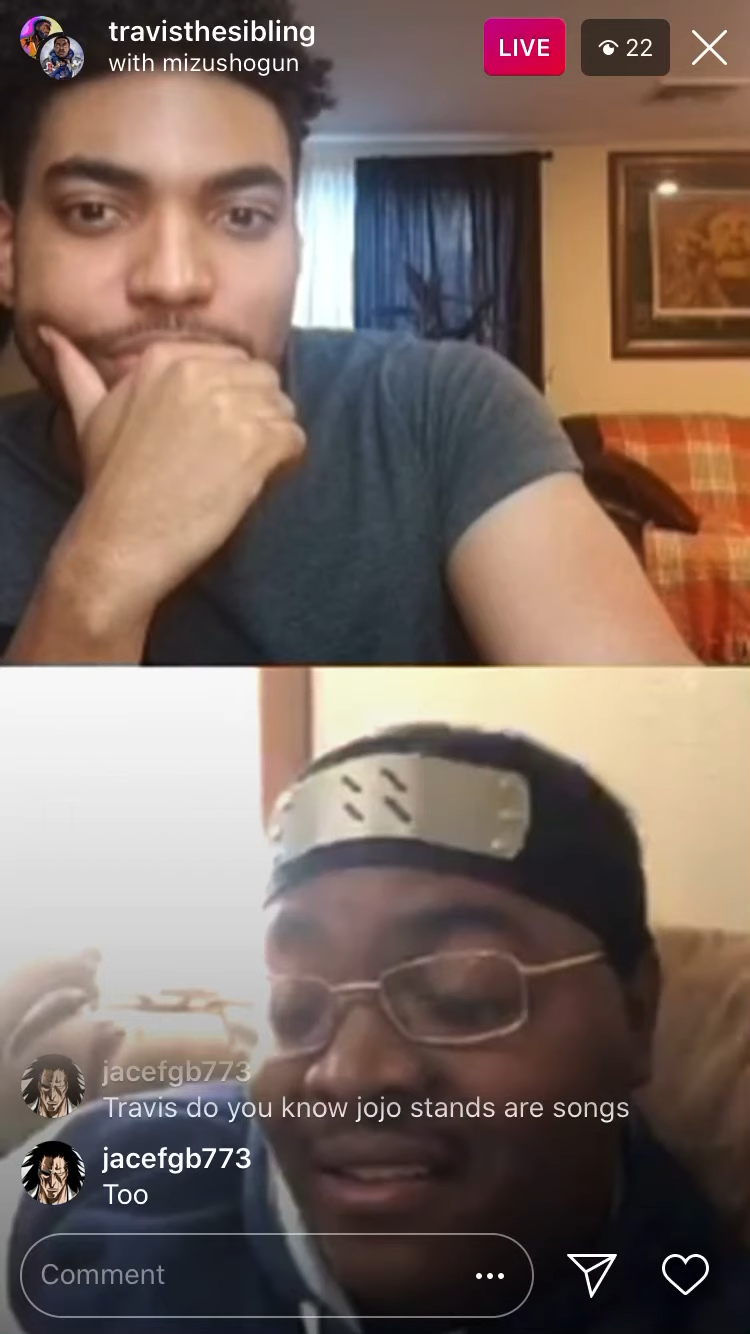 travisthesibling
with mizushogun
LIVE
22
jacefgb773
Travis do you know jojo stands are songs
jacefgb773
Too
Comment